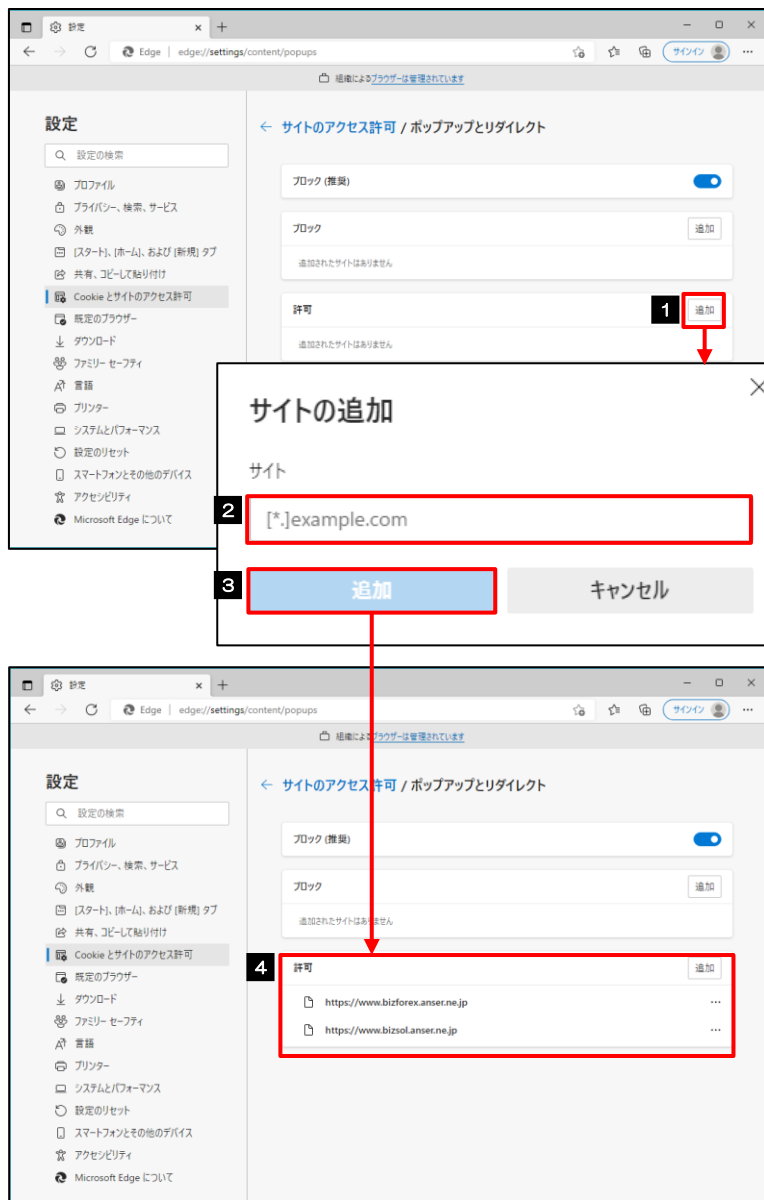 設定
Edge | edge://settings/content/popups
サインイン
組織によるブラウザーは管理されています
設定
設定の検索
プロファイル
プライバシー、検索、サービス
外観
[スタート]、[ホーム]、および [新規] タブ
共有、コピーして貼り付け
Cookie とサイトのアクセス許可
既定のブラウザー
ダウンロード
ファミリー セーフティ
言語
プリンター
システムとパフォーマンス
設定のリセット
スマートフォンとその他のデバイス
アクセシビリティ
Microsoft Edge について
サイトのアクセス許可 / ポップアップとリダイレクト
ブロック (推奨)
ブロック
追加
追加されたサイトはありません
許可
1
追加
追加されたサイトはありません
サイトの追加
サイト
2
[*.]example.com
3
追加
キャンセル
設定
Edge | edge://settings/content/popups
サインイン
組織によるブラウザーは管理されています
設定
設定の検索
プロファイル
プライバシー、検索、サービス
外観
[スタート]、[ホーム]、および [新規] タブ
共有、コピーして貼り付け
Cookie とサイトのアクセス許可
既定のブラウザー
ダウンロード
ファミリー セーフティ
言語
プリンター
システムとパフォーマンス
設定のリセット
スマートフォンとその他のデバイス
アクセシビリティ
Microsoft Edge について
サイトのアクセス許可 / ポップアップとリダイレクト
ブロック (推奨)
ブロック
追加
追加されたサイトはありません
4
許可
追加
https://www.bizforex.anser.ne.jp
https://www.bizsol.anser.ne.jp